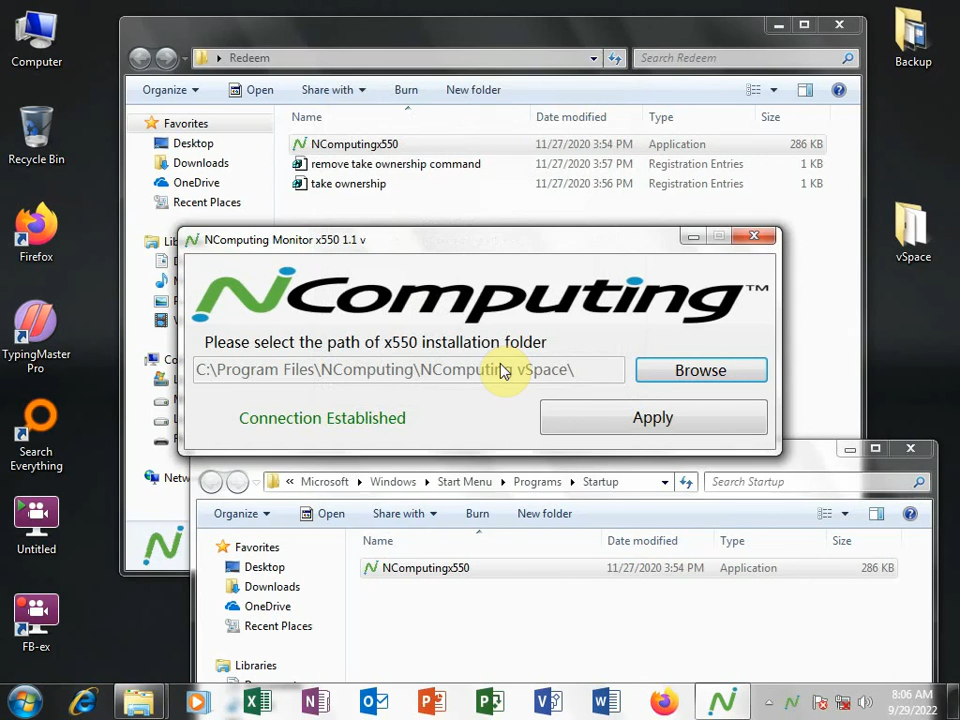 Computer
Recycle Bin
Firefox
TypingMaster
Pro
Search
Everything
Untitled
FB-ex
Backup
vSpace
Redeem
Search Redeem
Organize
Open
Share with
Burn
New folder
Name
Date modified
Type
Size
Favorites
Desktop
Downloads
OneDrive
Recent Places
NComputingx550
11/27/2020 3:54 PM
Application
286 KB
remove take ownership command
11/27/2020 3:57 PM
Registration Entries
1 KB
take ownership
11/27/2020 3:56 PM
Registration Entries
1 KB
NComputing Monitor x550 1.1 v
NComputing™
Please select the path of x550 installation folder
C:\Program Files\NComputing\NComputing vSpace\
Browse
Connection Established
Apply
« Microsoft Windows Start Menu Programs Startup
Search Startup
Organize
Open
Share with
Burn
New folder
Name
Date modified
Type
Size
Favorites
Desktop
Downloads
OneDrive
Recent Places
Libraries
NComputingx550
11/27/2020 3:54 PM
Application
286 KB
8:06 AM
9/29/2022